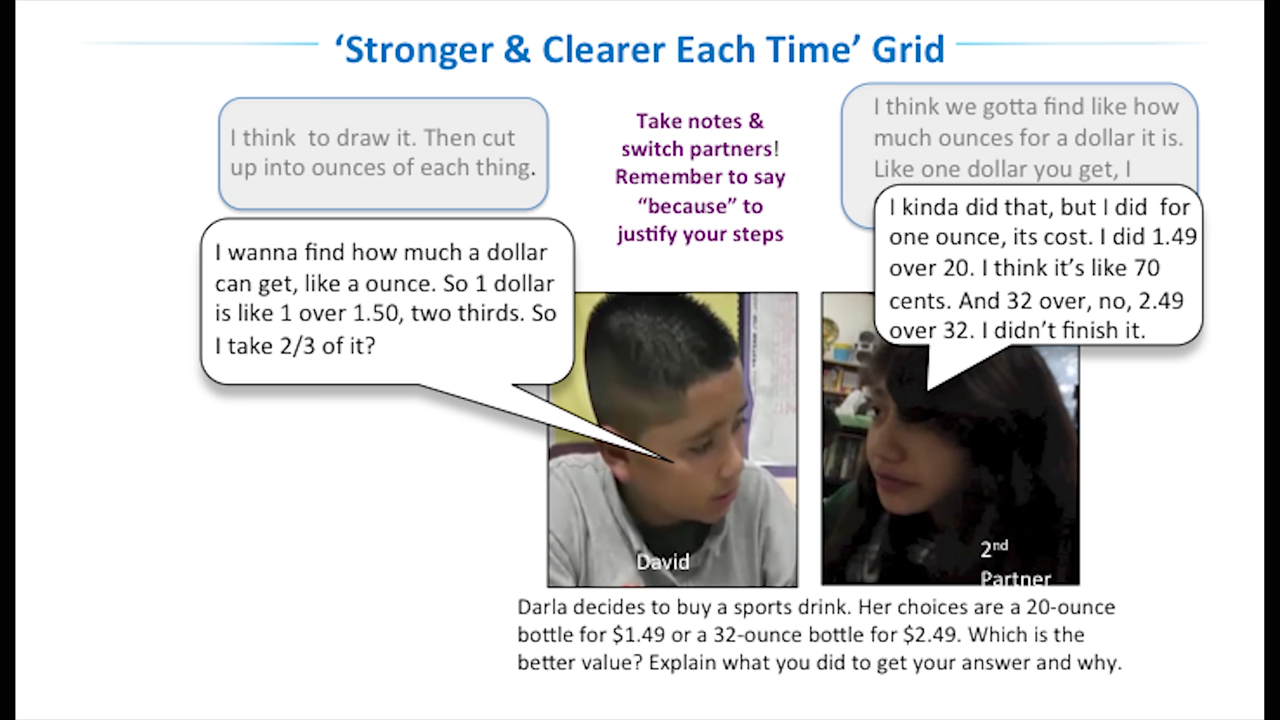 ‘Stronger & Clearer Each Time’ Grid
I think  to draw it. Then cut
up into ounces of each thing.
Take notes &
switch partners!
Remember to say
“because” to
justify your steps
I think we gotta find like how
much ounces for a dollar it is.
Like one dollar you get, I
I wanna find how much a dollar
can get, like a ounce. So 1 dollar
is like 1 over 1.50, two thirds. So
I take 2/3 of it?
I kinda did that, but I did  for
one ounce, its cost. I did 1.49
over 20. I think it’s like 70
cents. And 32 over, no, 2.49
over 32. I didn’t finish it.
David
2nd
Partner
Darla decides to buy a sports drink. Her choices are a 20-ounce
bottle for $1.49 or a 32-ounce bottle for $2.49. Which is the
better value? Explain what you did to get your answer and why.